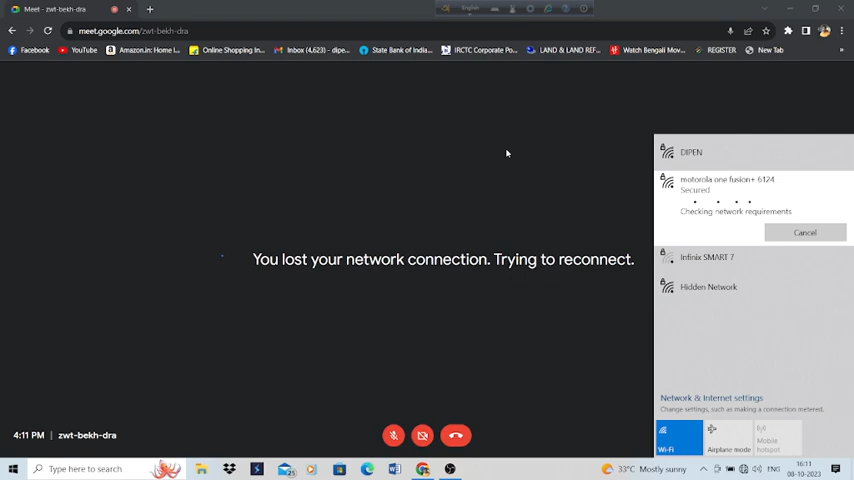 Meet - zwt-bekh-dra
English
meet.google.com/zwt-bekh-dra
Facebook
YouTube
Amazon.in: Home l...
Online Shopping In...
Inbox (4,623) - dipe...
State Bank of India...
IRCTC Corporate Po...
LAND & LAND REF...
Watch Bengali Mov...
REGISTER
New Tab
»
DIPEN
motorola one fusion+ 6124
Secured
Checking network requirements
Cancel
You lost your network connection. Trying to reconnect.
Infinix SMART 7
Hidden Network
Network & Internet settings
Change settings, such as making a connection metered.
4:11 PM | zwt-bekh-dra
Wi-Fi
Airplane mode
Mobile
hotspot
Type here to search
33°C Mostly sunny
ENG
16:11
08-10-2023